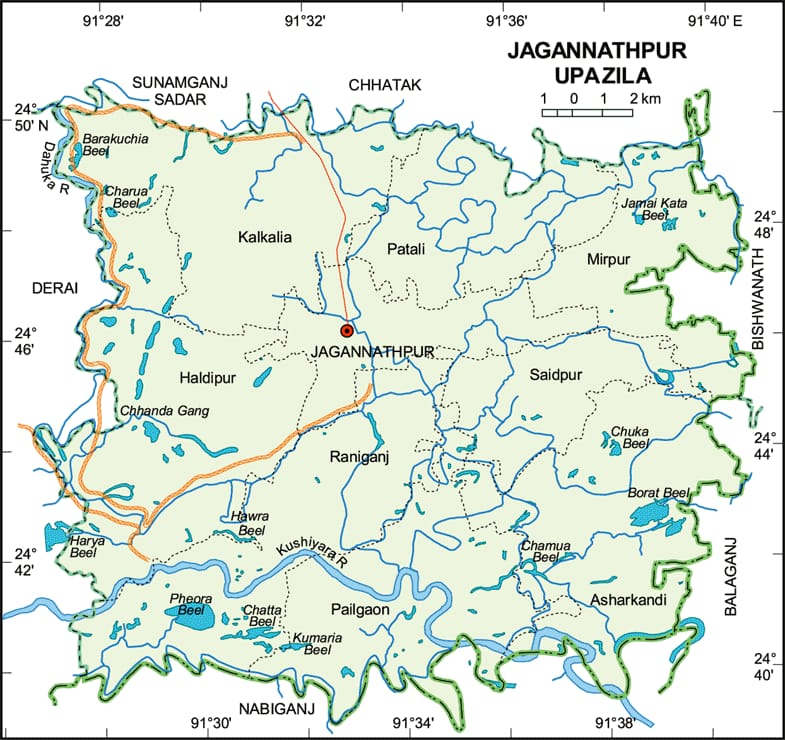 91°28'
91°32'
91°36'
91°40' E
JAGANNATHPUR
UPAZILA
1 0 1 2 km
SUNAMGANJ
SADAR
CHHATAK
24°
50' N
Barakuchia
Beel
Dahuka R
Charua
Beel
Jamai Kata
Beel
24°
48'
Kalkalia
Patali
Mirpur
BISHWANATH
DERAI
24°
46'
JAGANNATHPUR
Haldipur
Saidpur
Chhanda Gang
Chuka
Beel
24°
44'
Raniganj
Borat Beel
Hawra
Beel
Harya
Beel
Kushiyara R
Chamua
Beel
24°
42'
BALAGANJ
Pheora
Beel
Chatta
Beel
Pailgaon
Asharkandi
Kumaria
Beel
24°
40'
NABIGANJ
91°30'
91°34'
91°38'